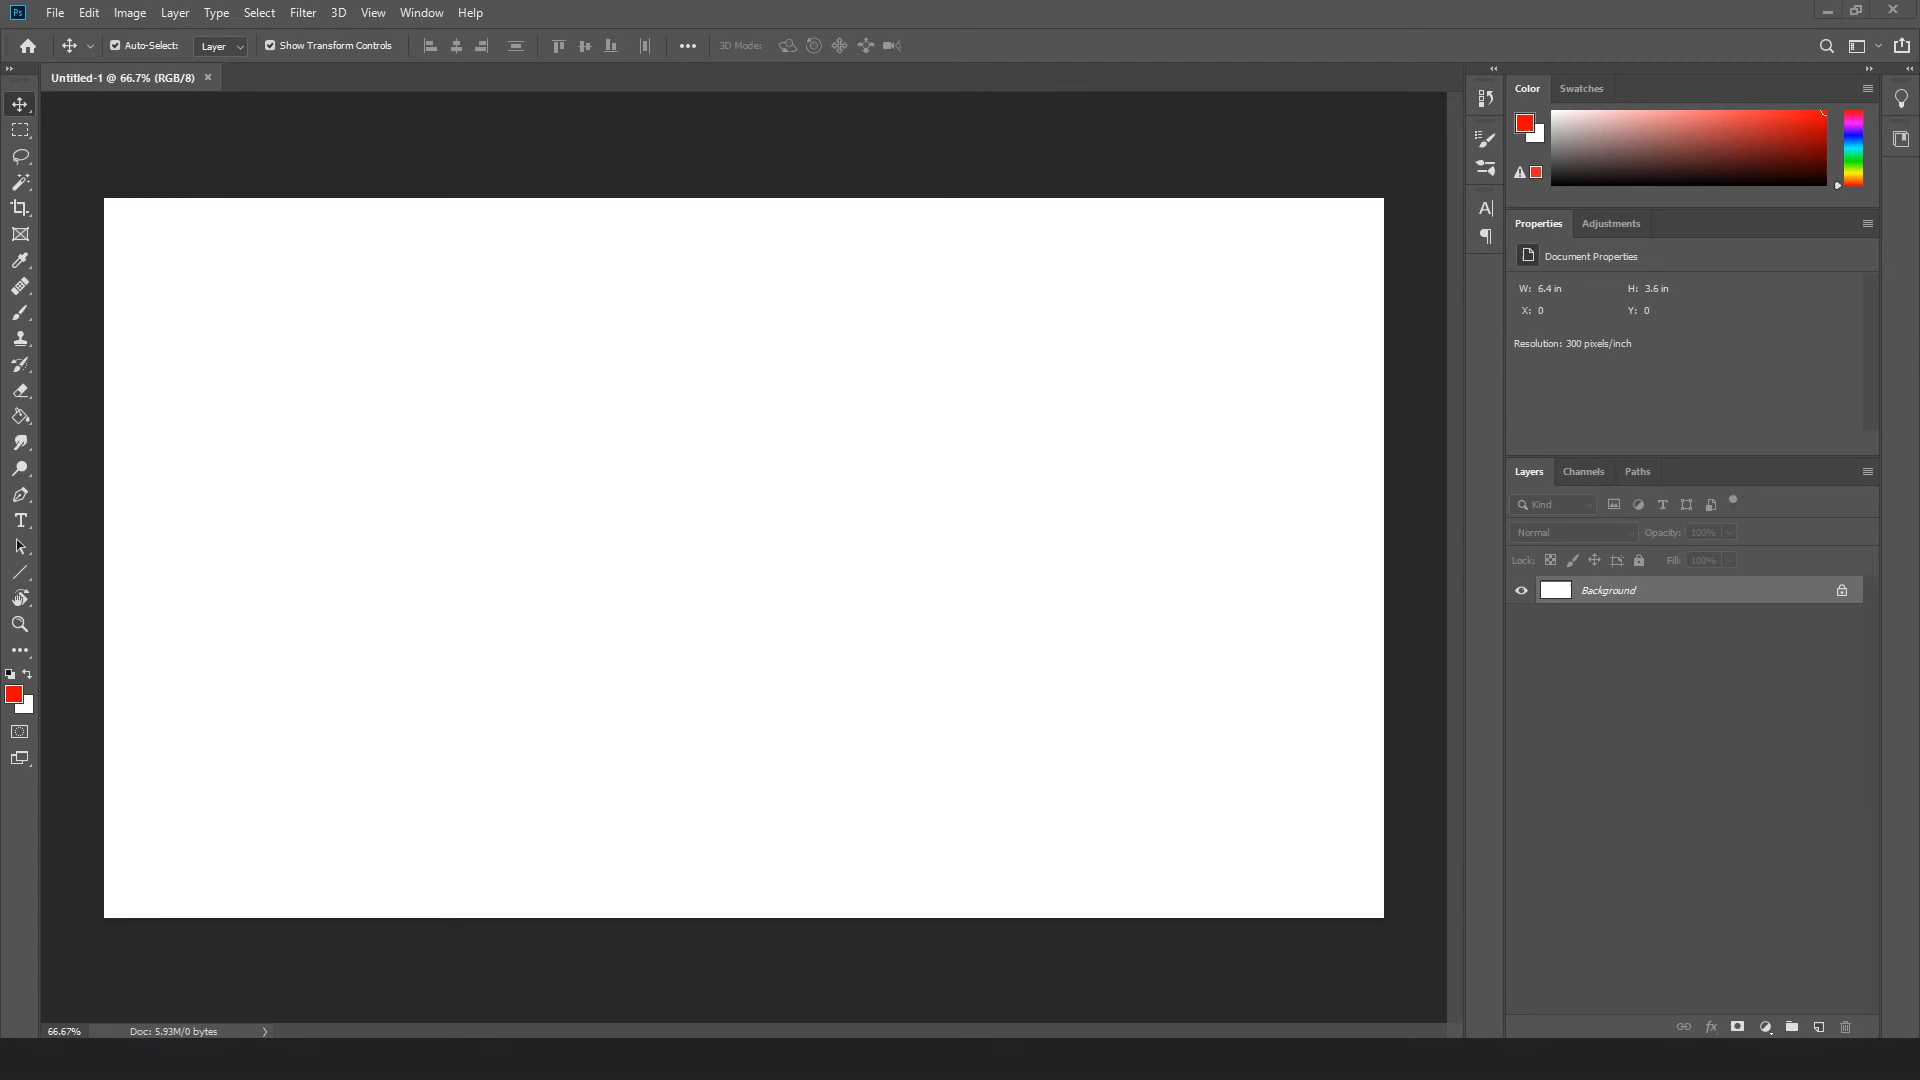 Ps File Edit Image Layer Type Select Filter 3D View Window Help
Auto-Select: Layer Show Transform Controls 3D Mode:
Untitled-1 @ 66.7% (RGB/8)
Color Swatches
Properties Adjustments
Document Properties
W: 6.4 in H: 3.6 in
X: 0 Y: 0
Resolution: 300 pixels/inch
Layers Channels Paths
Kind
Normal Opacity: 100%
Lock: Fill: 100%
Background
fx
66.67% Doc: 5.93M/0 bytes